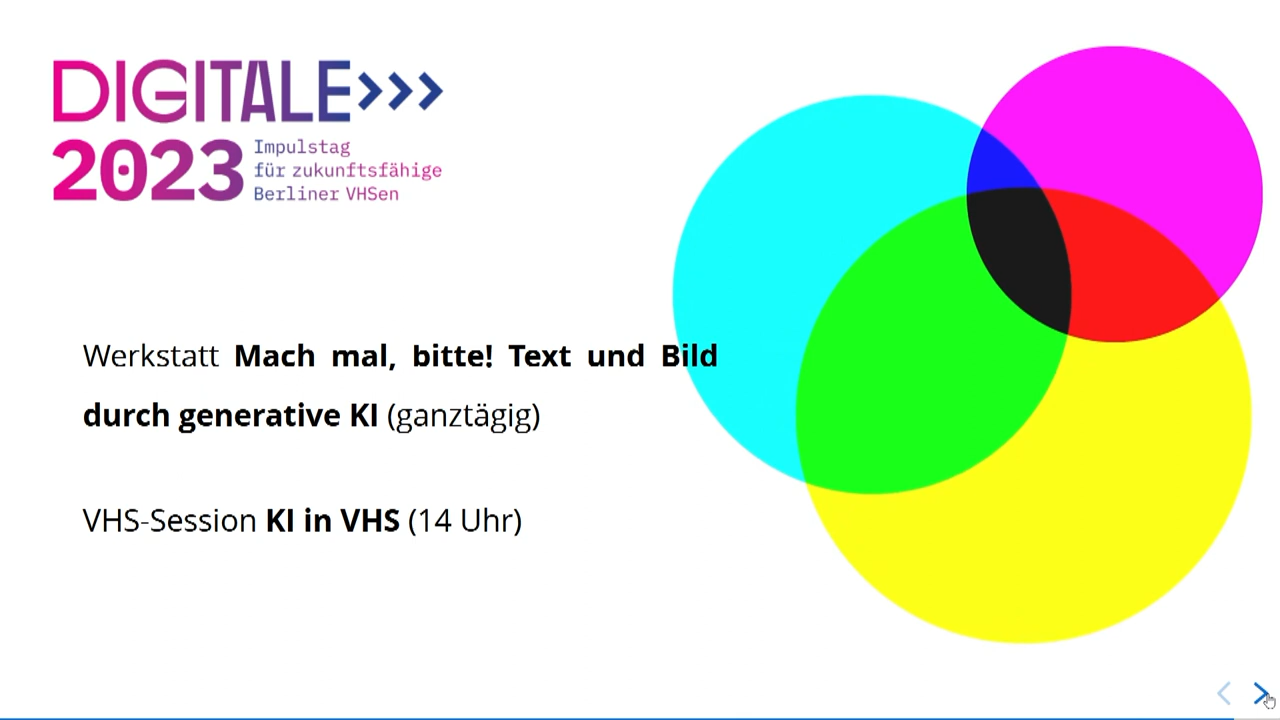 DIGITALE>>>
2023
Impulstag
für zukunftsfähige
Berliner VHSen
Werkstatt Mach mal, bitte! Text und Bild
durch generative KI (ganztägig)
VHS-Session KI in VHS (14 Uhr)